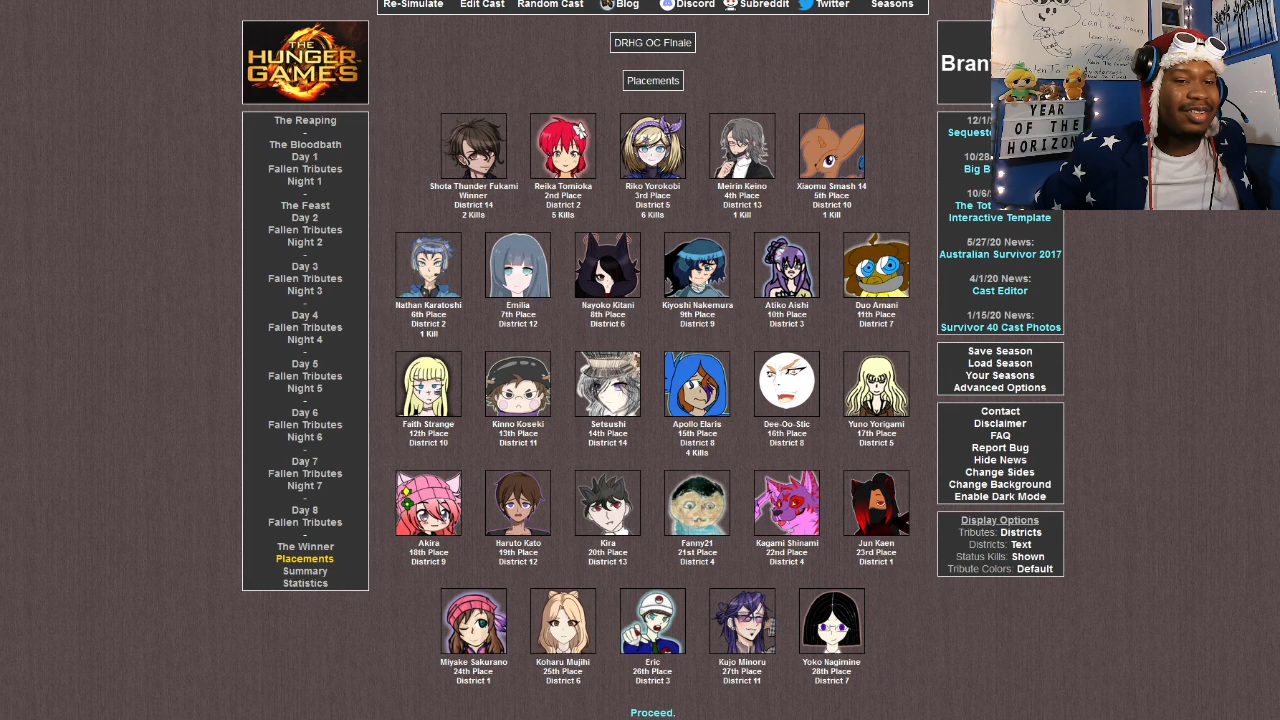 Re-Simulate Edit Cast Random Cast Blog Discord Subreddit Twitter Seasons
THE
HUNGER
GAMES
DRHG OC Finale
Placements
The Reaping
-
The Bloodbath
Day 1
Fallen Tributes
Night 1
-
The Feast
Day 2
Fallen Tributes
Night 2
-
Day 3
Fallen Tributes
Night 3
-
Day 4
Fallen Tributes
Night 4
-
Day 5
Fallen Tributes
Night 5
-
Day 6
Fallen Tributes
Night 6
-
Day 7
Fallen Tributes
Night 7
-
Day 8
Fallen Tributes
-
The Winner
Placements
Summary
Statistics
Shota Thunder Fukami
Winner
District 14
2 Kills
Reika Tomioka
2nd Place
District 2
5 Kills
Riko Yorokobi
3rd Place
District 5
6 Kills
Meirin Keino
4th Place
District 13
1 Kill
Xiaomu Smash 14
5th Place
District 10
1 Kill
Nathan Karatoshi
6th Place
District 2
1 Kill
Emilia
7th Place
District 12
Nayoko Kitani
8th Place
District 6
Kiyoshi Nakemura
9th Place
District 9
Atiko Aishi
10th Place
District 3
Duo Amani
11th Place
District 7
Faith Strange
12th Place
District 10
Kinno Koseki
13th Place
District 11
Setsushi
14th Place
District 14
Apollo Elaris
15th Place
District 8
4 Kills
Dee-Oo-Stic
16th Place
District 8
Yuno Yorigami
17th Place
District 5
Akira
18th Place
District 9
Haruto Kato
19th Place
District 12
Kira
20th Place
District 13
Fanny21
21st Place
District 4
Kagami Shinami
22nd Place
District 4
Jun Kaen
23rd Place
District 1
Miyake Sakurano
24th Place
District 1
Koharu Mujihi
25th Place
District 6
Eric
26th Place
District 3
Kujo Minoru
27th Place
District 11
Yoko Nagimine
28th Place
District 7
Proceed.
Bran
YEAR
OF THE
HORIZON
12/1
Sequest
10/28
Big B
10/6
The Tot
Interactive Template
5/27/20 News:
Australian Survivor 2017
4/1/20 News:
Cast Editor
1/15/20 News:
Survivor 40 Cast Photos
Save Season
Load Season
Your Seasons
Advanced Options
Contact
Disclaimer
FAQ
Report Bug
Hide News
Change Sides
Change Background
Enable Dark Mode
Display Options
Tributes: Districts
Districts: Text
Status Kills: Shown
Tribute Colors: Default